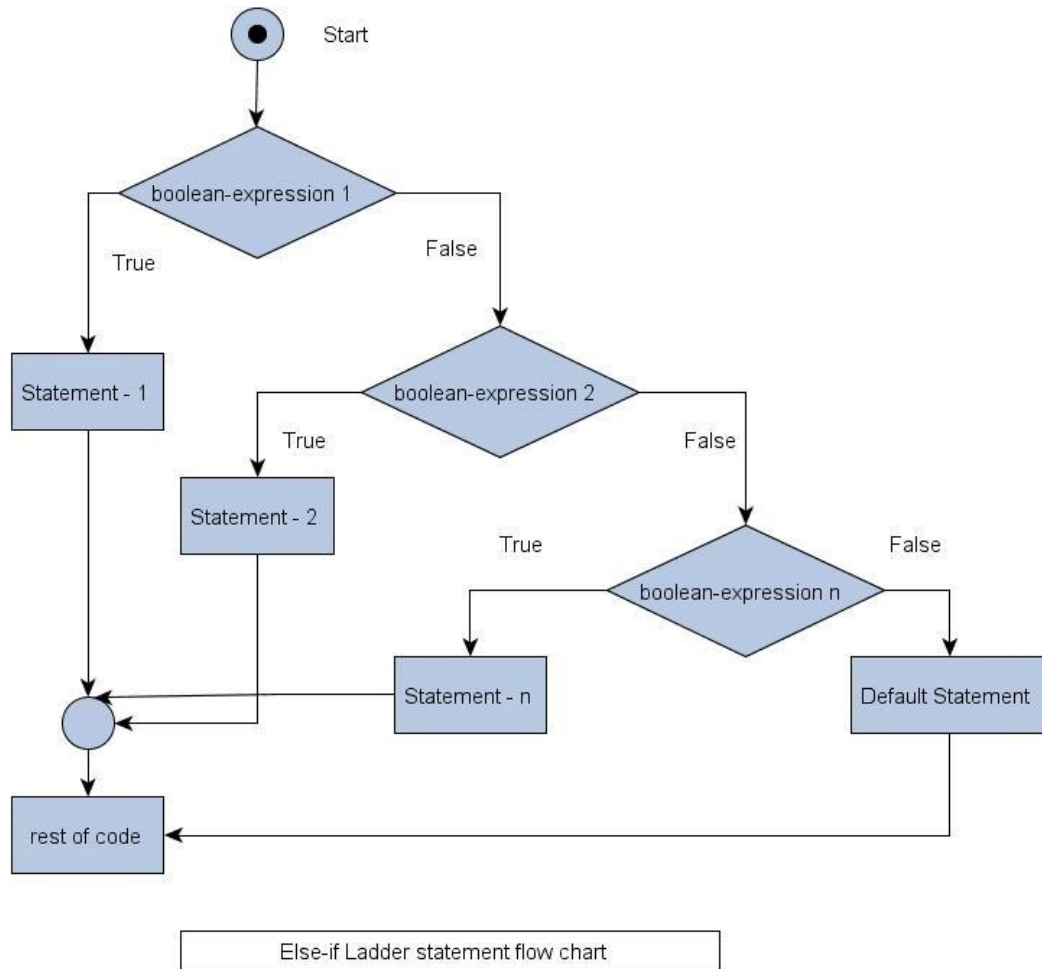 Start
boolean-expression 1
True
False
Statement - 1
boolean-expression 2
True
False
Statement - 2
True
False
boolean-expression n
Statement - n
Default Statement
rest of code
Else-if Ladder statement flow chart